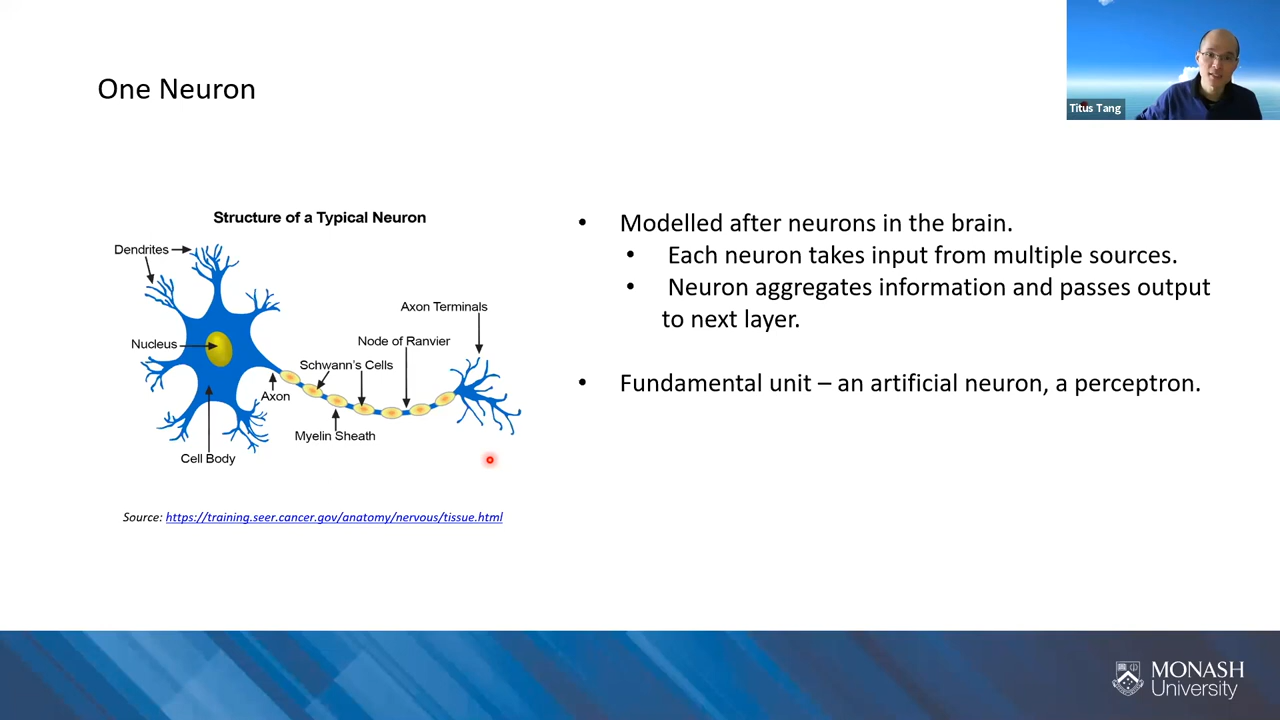 One Neuron
Titus Tang
Structure of a Typical Neuron
Dendrites
Axon Terminals
Node of Ranvier
Nucleus
Schwann's Cells
Axon
Myelin Sheath
Cell Body
Source: https://training.seer.cancer.gov/anatomy/nervous/tissue.html
• Modelled after neurons in the brain.
• Each neuron takes input from multiple sources.
• Neuron aggregates information and passes output
to next layer.
• Fundamental unit – an artificial neuron, a perceptron.
MONASH
University